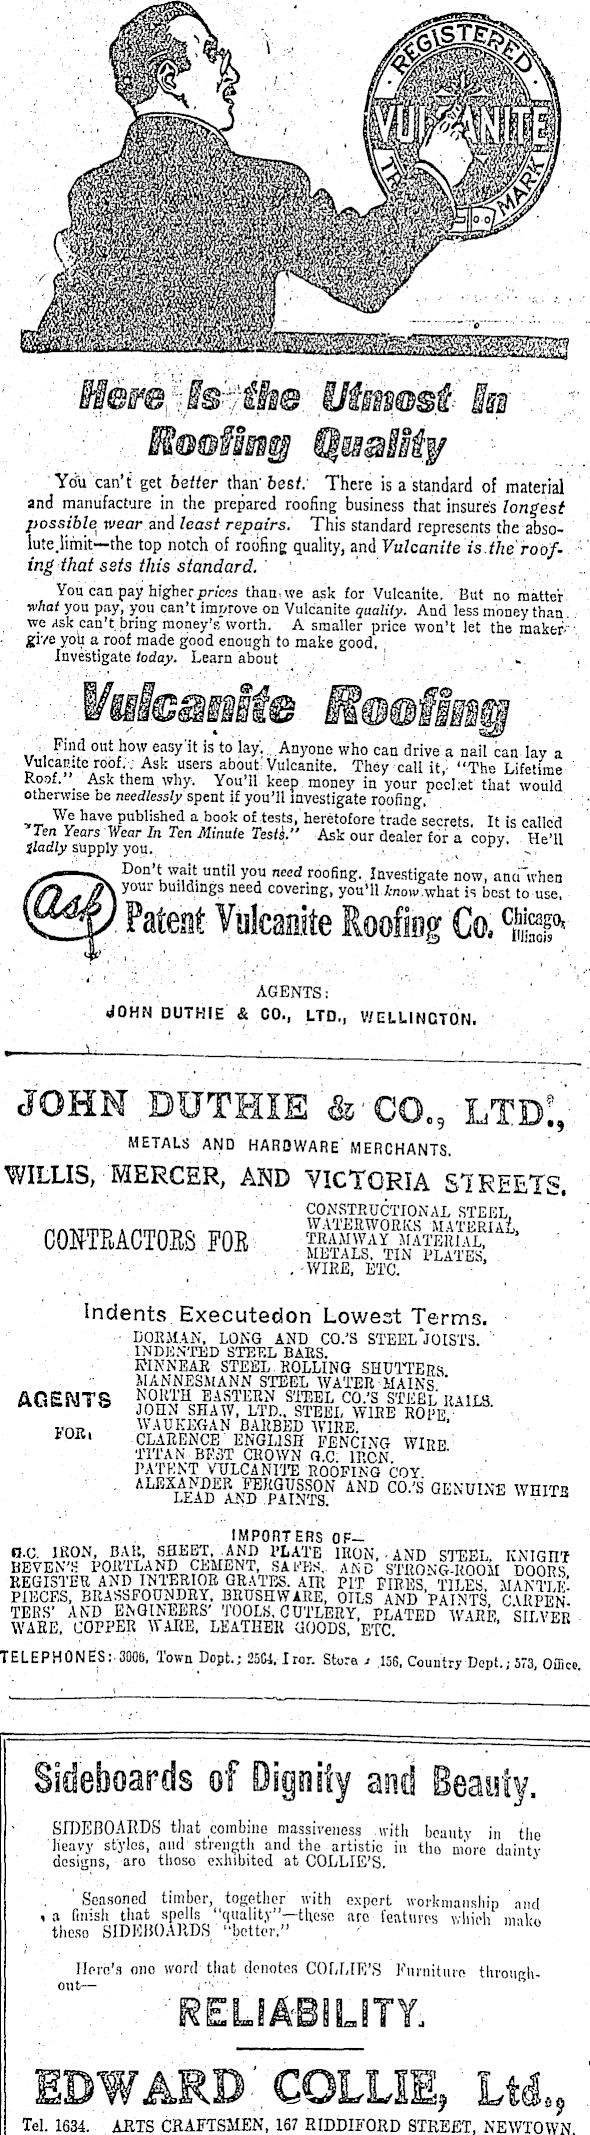 REGISTERED
VULCANITE
TR
MARK
Here Is the Utmost In
Roofing Quality
You can't get better than best. There is a standard of material
and manufacture in the prepared roofing business that insures longest
possible wear and least repairs. This standard represents the abso-
lute limit—the top notch of roofing quality, and Vulcanite is the roof-
ing that sets this standard.
You can pay higher prices than we ask for Vulcanite. But no matter
what you pay, you can't improve on Vulcanite quality. And less money than
we ask can't bring money's worth. A smaller price won't let the maker
give you a roof made good enough to make good.
Investigate today. Learn about
Vulcanite Roofing
Find out how easy it is to lay. Anyone who can drive a nail can lay a
Vulcanite roof. Ask users about Vulcanite. They call it, "The Lifetime
Roof." Ask them why. You'll keep money in your pocket that would
otherwise be needlessly spent if you'll investigate roofing.
We have published a book of tests, heretofore trade secrets. It is called
"Ten Years Wear In Ten Minute Tests." Ask our dealer for a copy. He'll
gladly supply you.
Don't wait until you need roofing. Investigate now, and when
your buildings need covering, you'll know what is best to use.
Ask Patent Vulcanite Roofing Co. Chicago, Illinois
AGENTS:
JOHN DUTHIE & CO., LTD., WELLINGTON.
JOHN DUTHIE & CO., LTD.,
METALS AND HARDWARE MERCHANTS.
WILLIS, MERCER, AND VICTORIA STREETS.
CONTRACTORS FOR
CONSTRUCTIONAL STEEL,
WATERWORKS MATERIAL,
TRAMWAY MATERIAL,
METALS, TIN PLATES,
WIRE, ETC.
Indents Executedon Lowest Terms.
AGENTS
FOR
DORMAN, LONG AND CO.'S STEEL JOISTS.
INDENTED STEEL BARS.
KINNEAR STEEL ROLLING SHUTTERS.
MANNESMANN STEEL WATER MAINS.
NORTH EASTERN STEEL CO.'S STEEL RAILS.
JOHN SHAW, LTD., STEEL WIRE ROPE,
WAUKEGAN BARBED WIRE.
CLARENCE ENGLISH FENCING WIRE.
TITAN BEST CROWN G.C. IRON.
PATENT VULCANITE ROOFING COY.
ALEXANDER FERGUSSON AND CO.'S GENUINE WHITE
LEAD AND PAINTS.
IMPORTERS OF—
G.C. IRON, BAR, SHEET, AND PLATE IRON, AND STEEL, KNIGHT
BEVEN'S PORTLAND CEMENT, SAFES, AND STRONG-ROOM DOORS,
REGISTER AND INTERIOR GRATES. AIR PIT FIRES, TILES, MANTLE-
PIECES, BRASSFOUNDRY, BRUSHWARE, OILS AND PAINTS, CARPEN-
TERS' AND ENGINEERS' TOOLS, CUTLERY, PLATED WARE, SILVER
WARE, COPPER WARE, LEATHER GOODS, ETC.
TELEPHONES: 3006, Town Dept.; 2564, Iron Store; 156, Country Dept.; 573, Office.
Sideboards of Dignity and Beauty.
SIDEBOARDS that combine massiveness with beauty in the
heavy styles, and strength and the artistic in the more dainty
designs, are those exhibited at COLLIE'S.
Seasoned timber, together with expert workmanship and
a finish that spells "quality"—these are features which make
these SIDEBOARDS "better."
Here's one word that denotes COLLIE'S Furniture through-
out—
RELIABILITY.
EDWARD COLLIE, Ltd.,
Tel. 1634. ARTS CRAFTSMEN, 167 RIDDIFORD STREET, NEWTOWN.